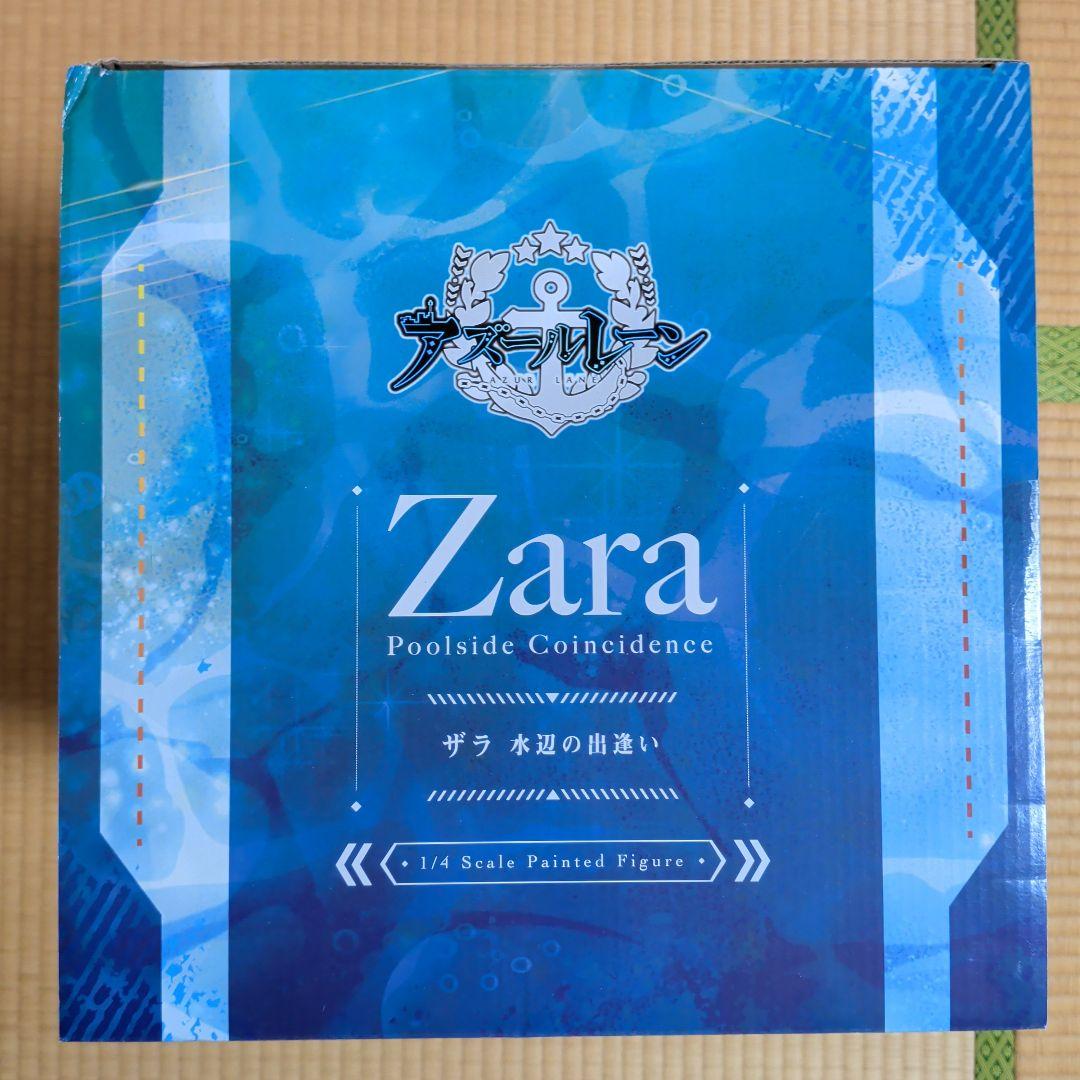 アズールレーン
AZUR LANE
Zara
Poolside Coincidence
ザラ 水辺の出逢い
1/4 Scale Painted Figure